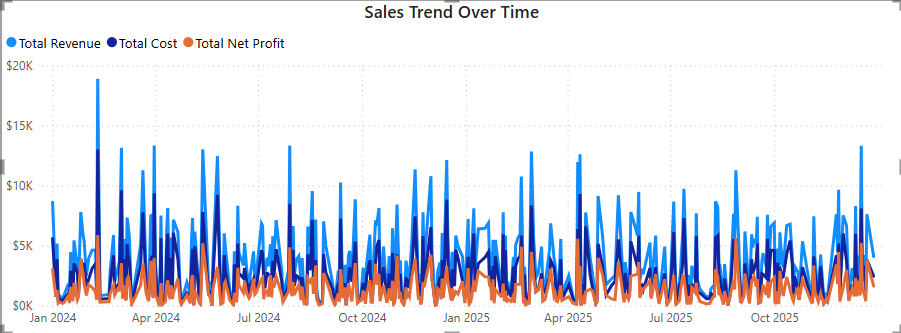 Sales Trend Over Time
Total Revenue Total Cost Total Net Profit
$20K
$15K
$10K
$5K
$0K
Jan 2024 Apr 2024 Jul 2024 Oct 2024 Jan 2025 Apr 2025 Jul 2025 Oct 2025